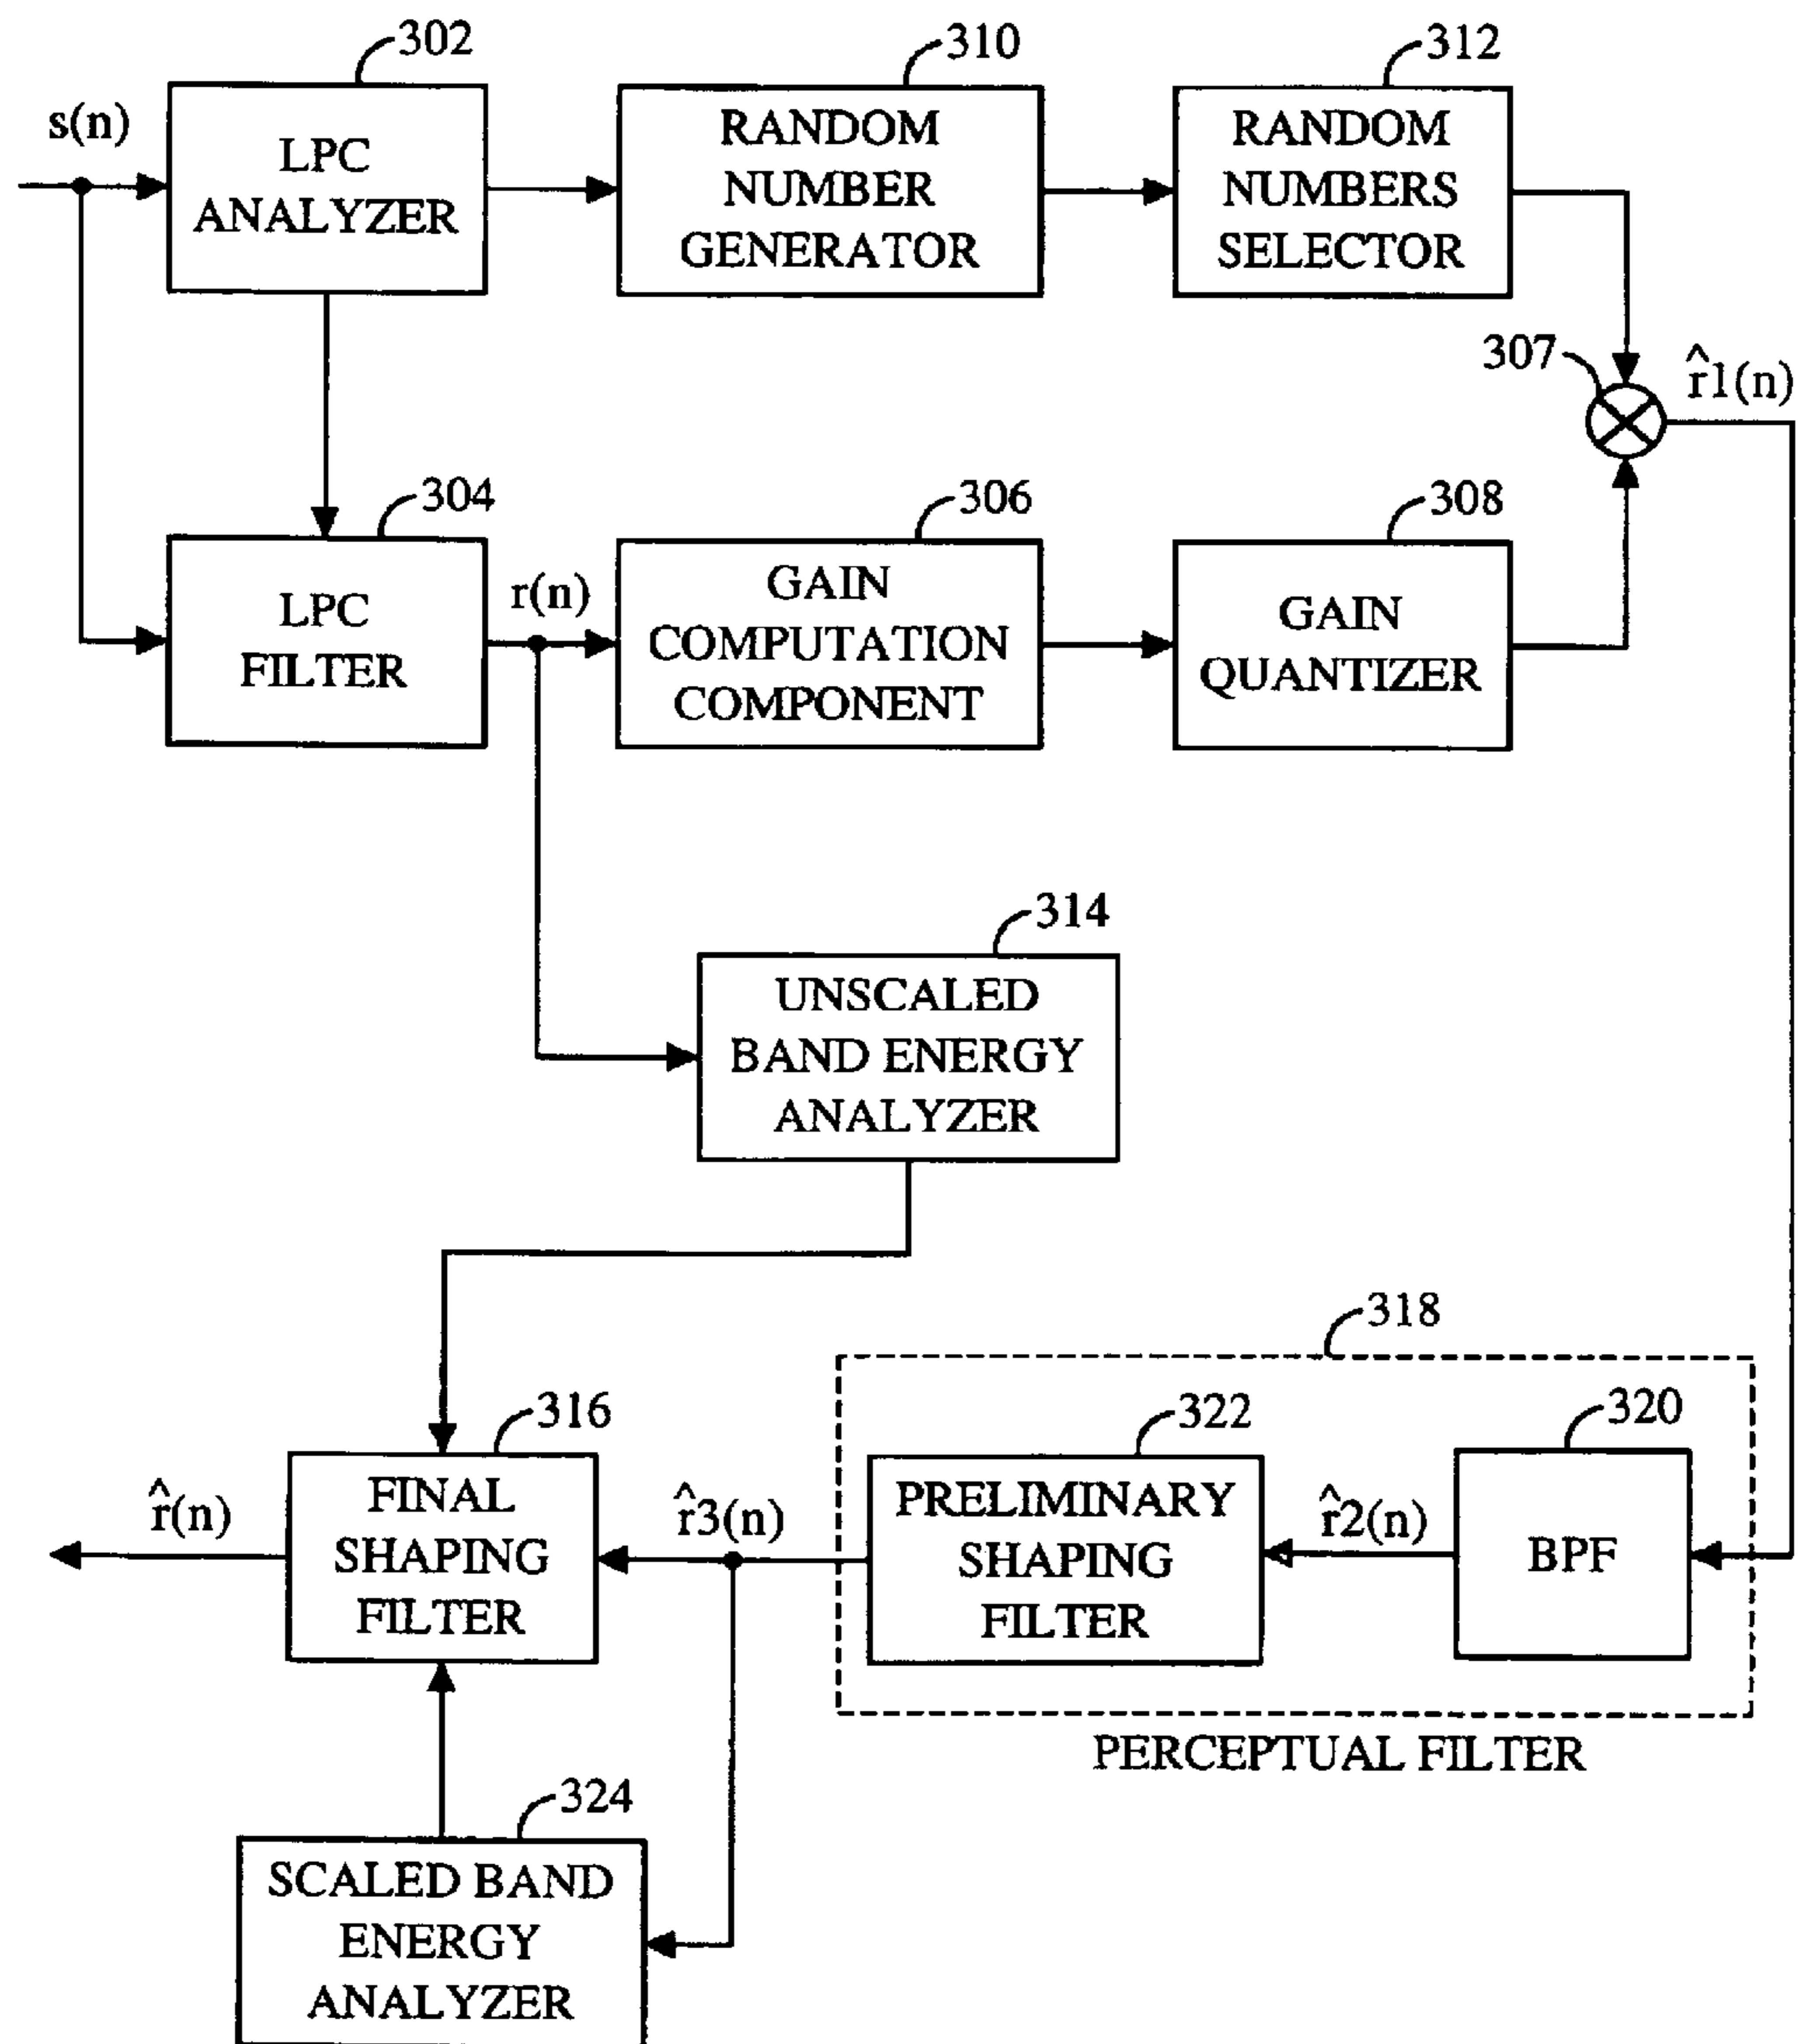 302
310
312
s(n)
LPC
ANALYZER
RANDOM
NUMBER
GENERATOR
RANDOM
NUMBERS
SELECTOR
307
r̂1(n)
304
306
308
LPC
FILTER
r(n)
GAIN
COMPUTATION
COMPONENT
GAIN
QUANTIZER
314
UNSCALED
BAND ENERGY
ANALYZER
318
316
322
320
r̂(n)
FINAL
SHAPING
FILTER
r̂3(n)
PRELIMINARY
SHAPING
FILTER
r̂2(n)
BPF
PERCEPTUAL FILTER
324
SCALED BAND
ENERGY
ANALYZER